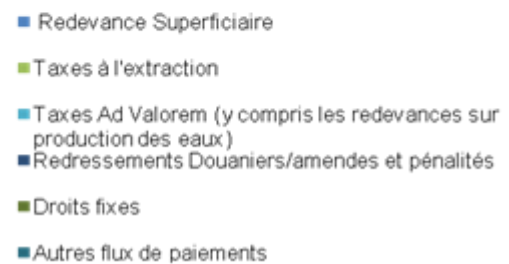 Redevance Superficiaire
Taxes à l'extraction
Taxes Ad Valorem (y compris les redevances sur
production des eaux)
Redressements Douaniers/amendes et pénalités
Droits fixes
Autres flux de paiements